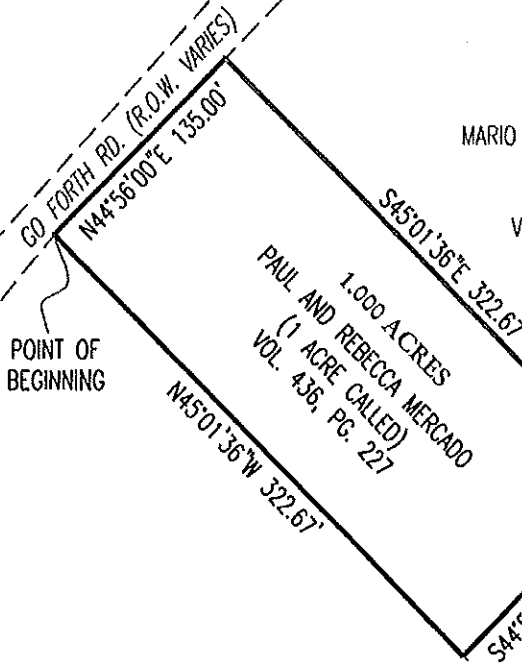 GO FORTH RD. (R.O.W. VARIES)
N44°56'00"E 135.00'
MARIO
V
S45°01'36"E 322.67
1.000 ACRES
PAUL AND REBECCA MERCADO
(1 ACRE CALLED)
VOL. 436, PG. 227
POINT OF
BEGINNING
N45°01'36"W 322.67'
S44°